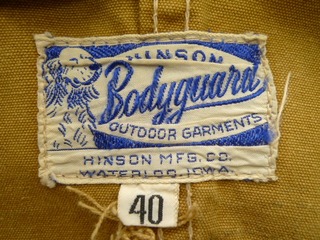 HINSON
Bodyguard
OUTDOOR GARMENTS
HINSON MFG. CO.
WATERLOO, IOWA.
40